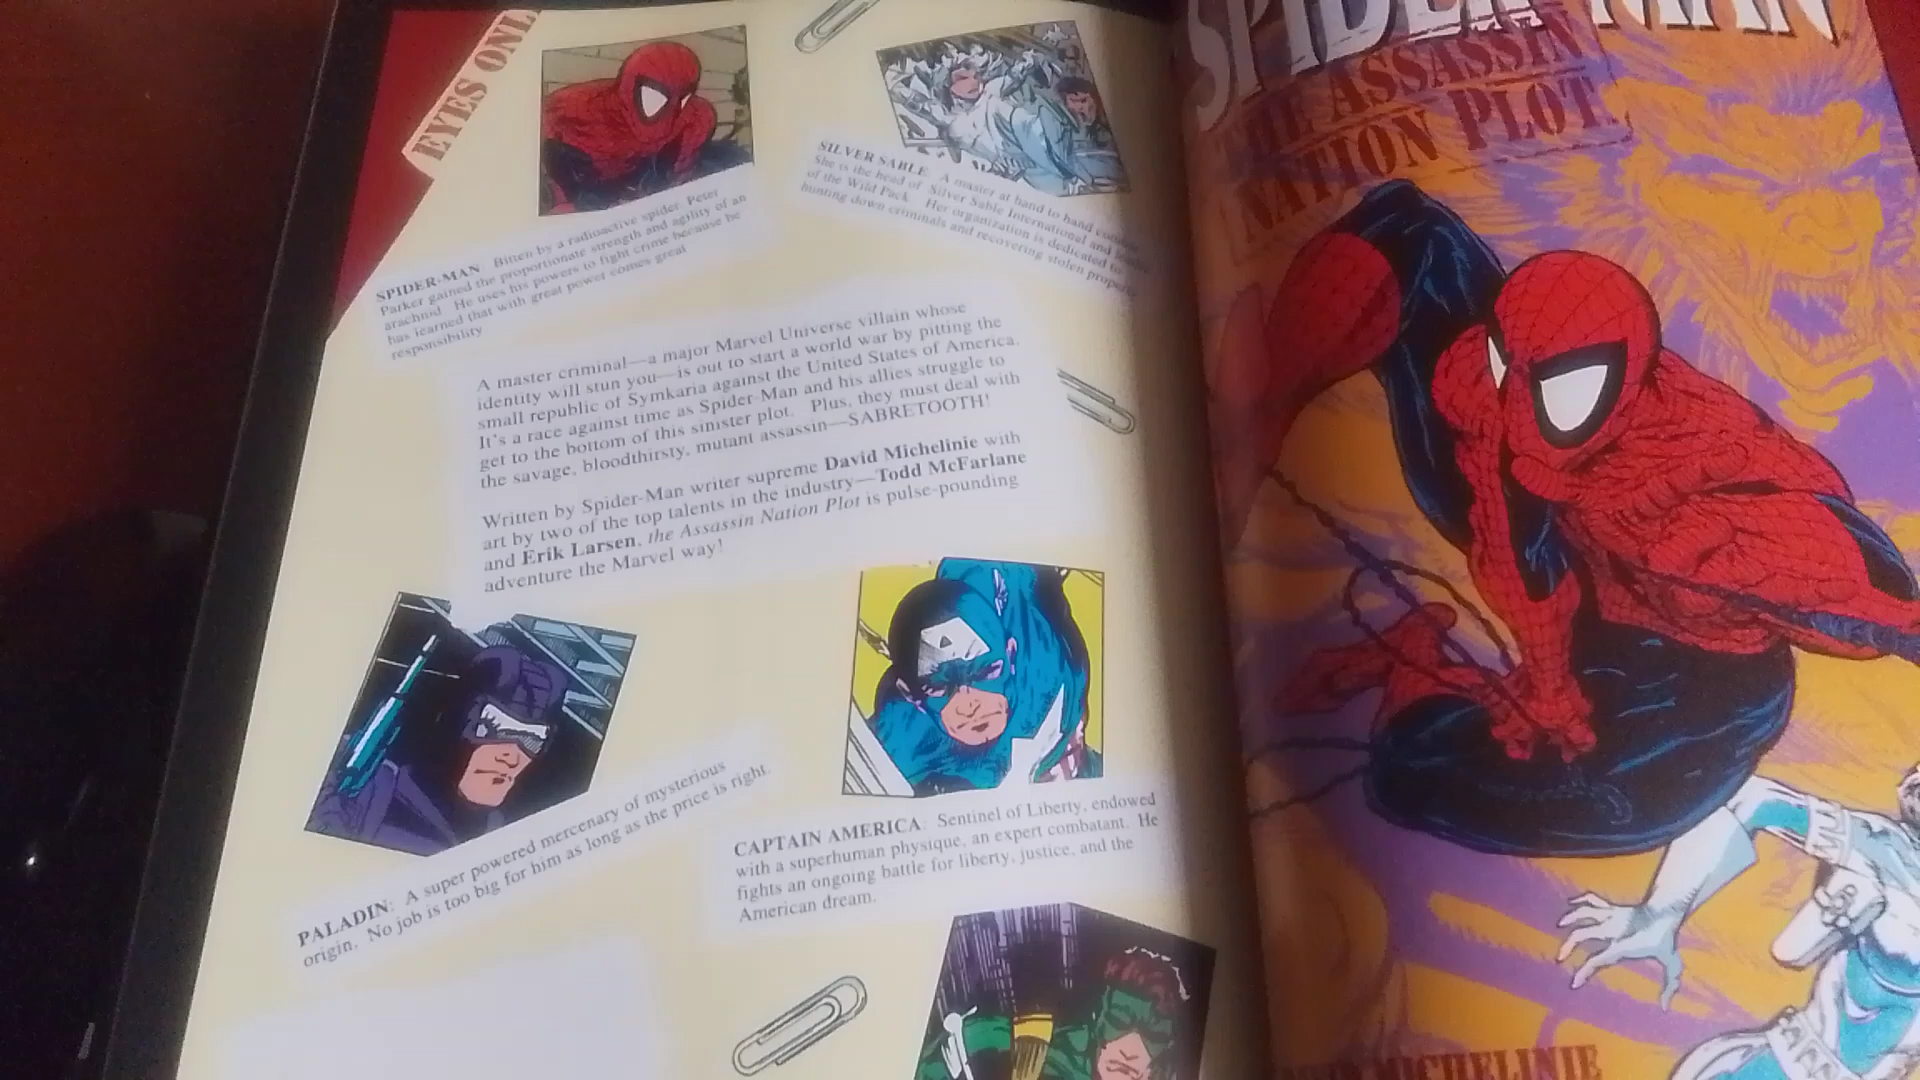 EYES ONL
SPIDER-MAN: Bitten by a radioactive spider, Peter
Parker gained the proportionate strength and agility of an
arachnid. He uses his powers to fight crime because he
has learned that with great power comes great
responsibility
SILVER SABLE: A master at hand to hand combat
She is the head of Silver Sable International and leader
of the Wild Pack. Her organization is dedicated to
hunting down criminals and recovering stolen property
A master criminal—a major Marvel Universe villain whose
identity will stun you—is out to start a world war by pitting the
small republic of Symkaria against the United States of America.
It's a race against time as Spider-Man and his allies struggle to
get to the bottom of this sinister plot. Plus, they must deal with
the savage, bloodthirsty, mutant assassin—SABRETOOTH!
Written by Spider-Man writer supreme David Michelinie with
art by two of the top talents in the industry—Todd McFarlane
and Erik Larsen, the Assassin Nation Plot is pulse-pounding
adventure the Marvel way!
PALADIN: A super powered mercenary of mysterious
origin. No job is too big for him as long as the price is right.
CAPTAIN AMERICA: Sentinel of Liberty, endowed
with a superhuman physique, an expert combatant. He
fights an ongoing battle for liberty, justice, and the
American dream.
SPIDER-MAN
THE ASSASSIN
NATION PLOT
MICHELINIE